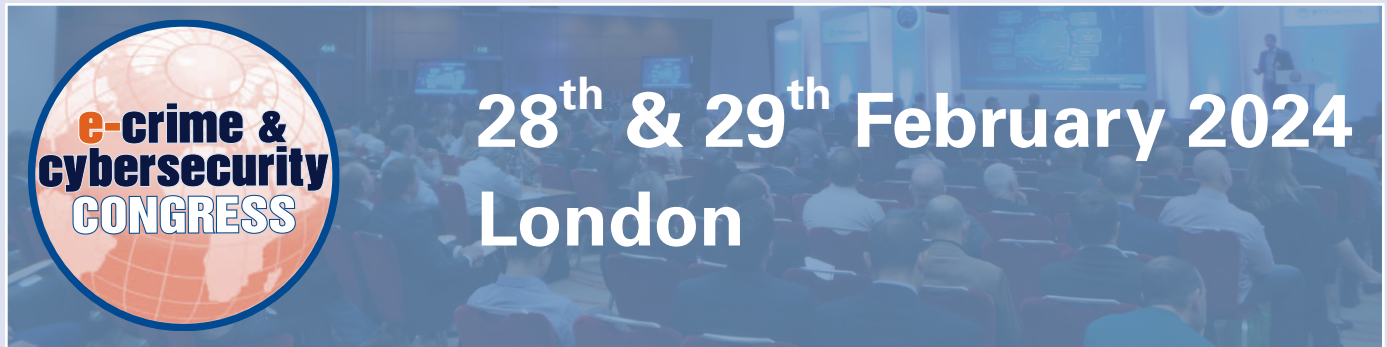 e-crime &
cybersecurity
CONGRESS
28th & 29th February 2024
London